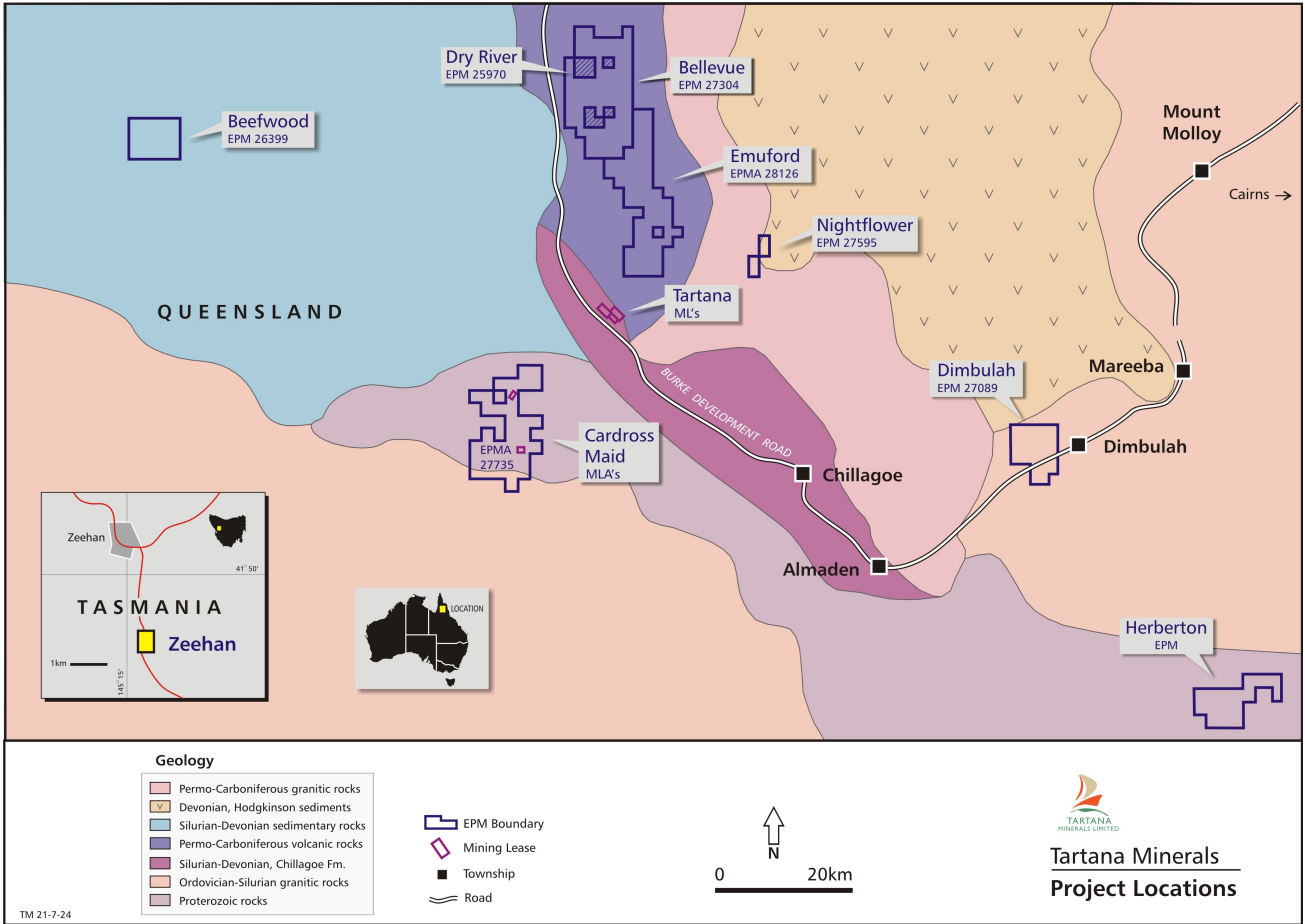 Dry River
EPM 25970
Bellevue
EPM 27304
Beefwood
EPM 26399
Mount
Molloy
Emuford
EPMA 28126
Cairns →
Nightflower
EPM 27595
QUEENSLAND
Tartana
ML's
BURKE DEVELOPMENT ROAD
Mareeba
Dimbulah
EPM 27089
Cardross
Maid
MLA's
EPMA
27735
Dimbulah
Chillagoe
Almaden
Herberton
EPM
Zeehan
41° 50'
TASMANIA
Zeehan
1km
145° 15'
LOCATION
Geology
Permo-Carboniferous granitic rocks
Devonian, Hodgkinson sediments
Silurian-Devonian sedimentary rocks
Permo-Carboniferous volcanic rocks
Silurian-Devonian, Chillagoe Fm.
Ordovician-Silurian granitic rocks
Proterozoic rocks
EPM Boundary
Mining Lease
Township
Road
N
0 20km
TARTANA
MINERALS LIMITED
Tartana Minerals
Project Locations
TM 21-7-24